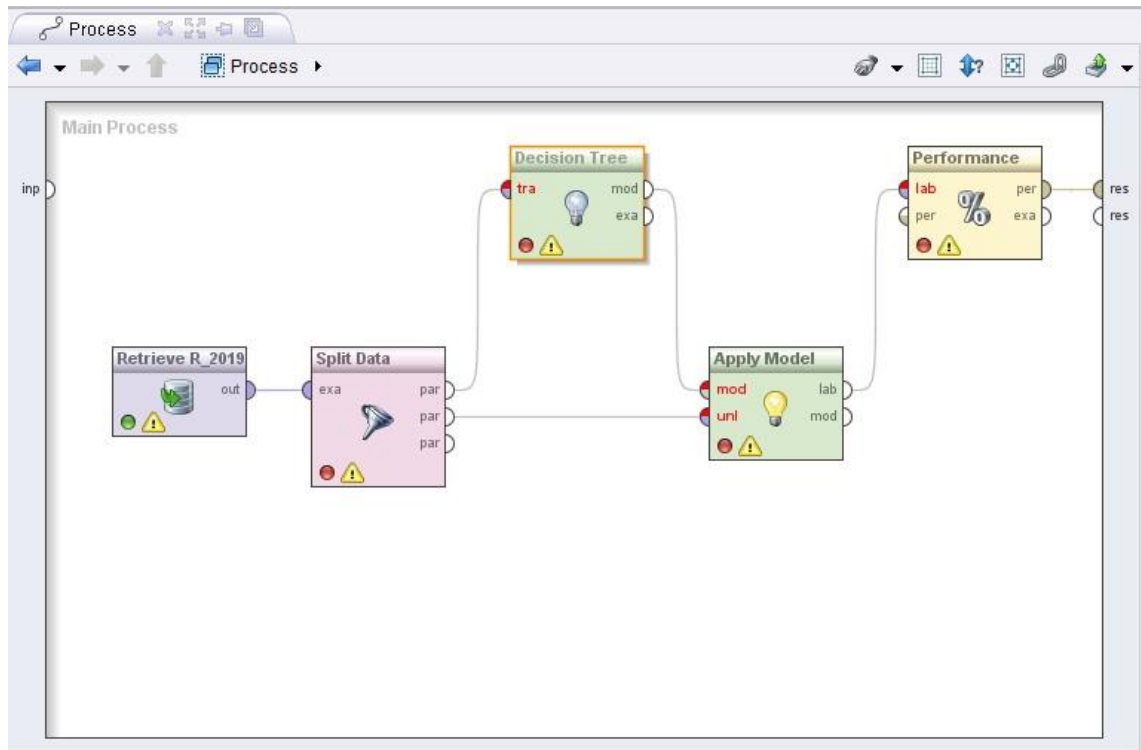 Process
Process
Main Process
inp
Decision Tree
tra
mod
exa
Performance
lab
per
per
exa
res
res
Retrieve R_2019
out
Split Data
exa
par
par
par
Apply Model
mod
lab
unl
mod